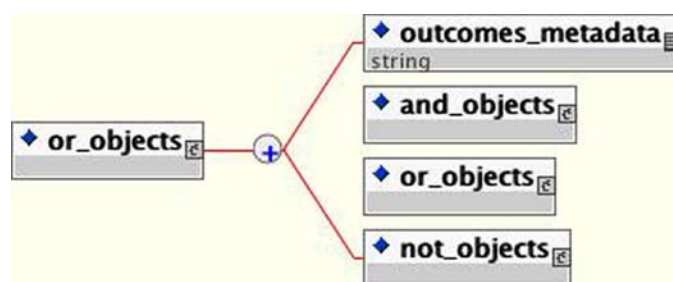 outcomes_metadata
string
and_objects
or_objects
or_objects
not_objects